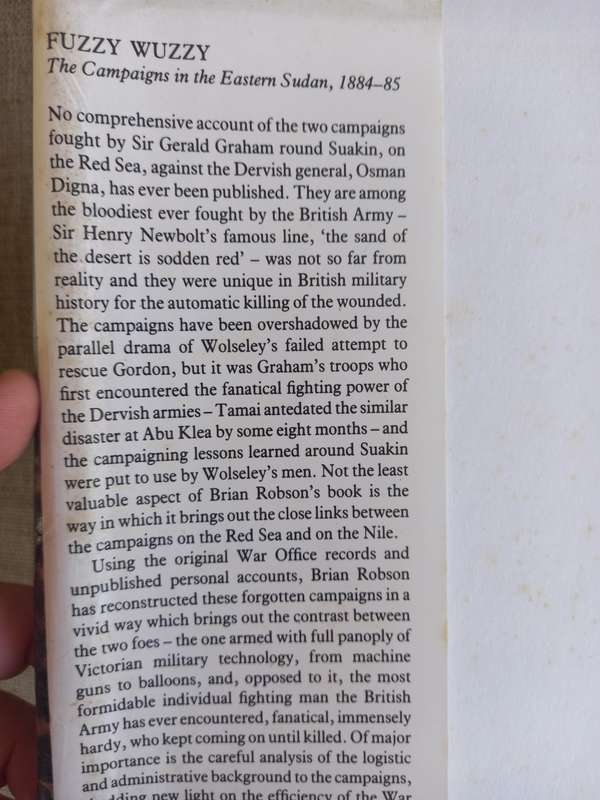 FUZZY WUZZY
The Campaigns in the Eastern Sudan, 1884–85
No comprehensive account of the two campaigns
fought by Sir Gerald Graham round Suakin, on
the Red Sea, against the Dervish general, Osman
Digna, has ever been published. They are among
the bloodiest ever fought by the British Army –
Sir Henry Newbolt's famous line, 'the sand of
the desert is sodden red' – was not so far from
reality and they were unique in British military
history for the automatic killing of the wounded.
The campaigns have been overshadowed by the
parallel drama of Wolseley's failed attempt to
rescue Gordon, but it was Graham's troops who
first encountered the fanatical fighting power of
the Dervish armies – Tamai antedated the similar
disaster at Abu Klea by some eight months – and
the campaigning lessons learned around Suakin
were put to use by Wolseley's men. Not the least
valuable aspect of Brian Robson's book is the
way in which it brings out the close links between
the campaigns on the Red Sea and on the Nile.
Using the original War Office records and
unpublished personal accounts, Brian Robson
has reconstructed these forgotten campaigns in a
vivid way which brings out the contrast between
the two foes – the one armed with full panoply of
Victorian military technology, from machine
guns to balloons, and, opposed to it, the most
formidable individual fighting man the British
Army has ever encountered, fanatical, immensely
hardy, who kept coming on until killed. Of major
importance is the careful analysis of the logistic
and administrative background to the campaigns,
new light on the efficiency of the War